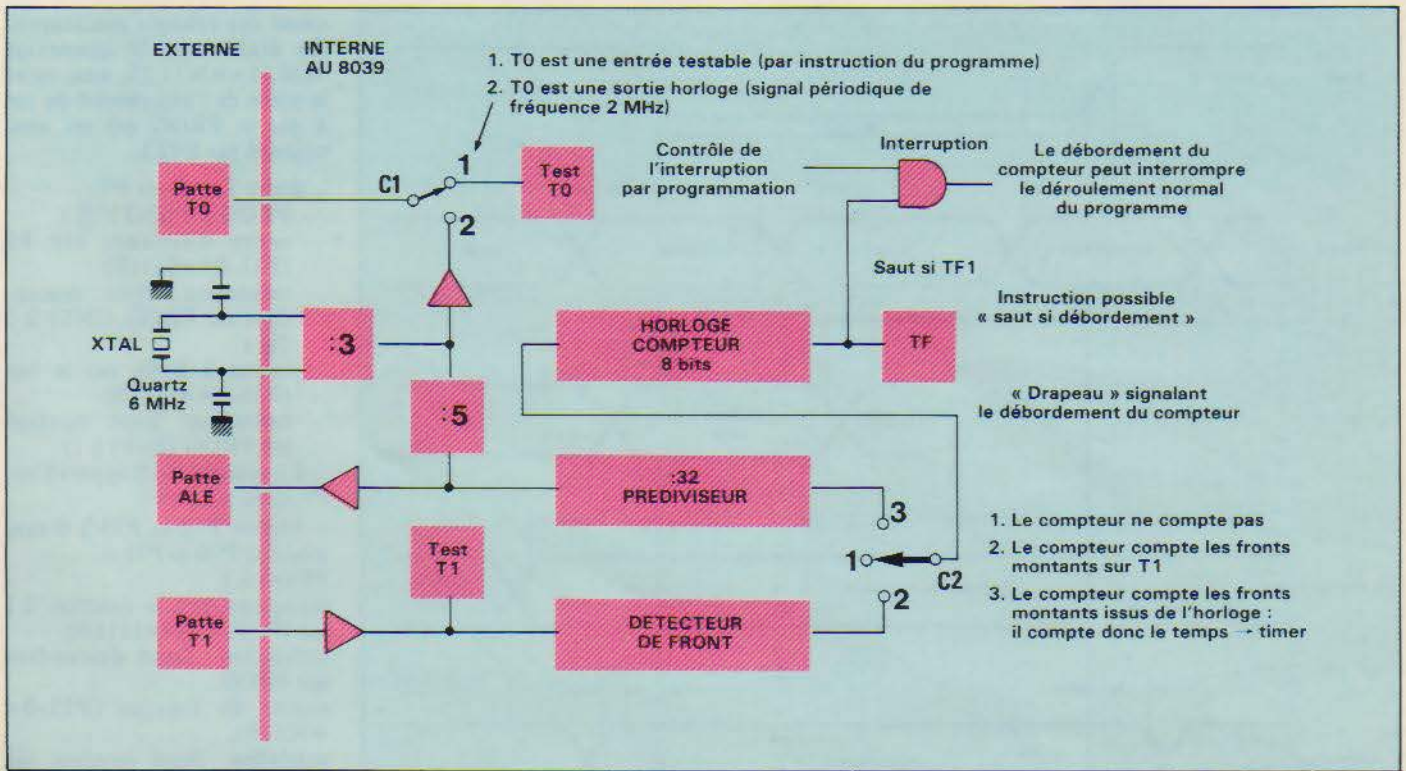 EXTERNE
INTERNE
AU 8039
1. T0 est une entrée testable (par instruction du programme)
2. T0 est une sortie horloge (signal périodique de
fréquence 2 MHz)
Patte
T0
C1
1
2
Test
T0
Contrôle de
l'interruption
par programmation
Interruption
Le débordement du
compteur peut interrompre
le déroulement normal
du programme
Saut si TF1
Instruction possible
« saut si débordement »
XTAL
Quartz
6 MHz
:3
HORLOGE
COMPTEUR
8 bits
TF
:5
« Drapeau » signalant
le débordement du compteur
Patte
ALE
:32
PREDIVISEUR
3
1
C2
2
Test
T1
Patte
T1
DETECTEUR
DE FRONT
1. Le compteur ne compte pas
2. Le compteur compte les fronts
montants sur T1
3. Le compteur compte les fronts
montants issus de l'horloge :
il compte donc le temps → timer